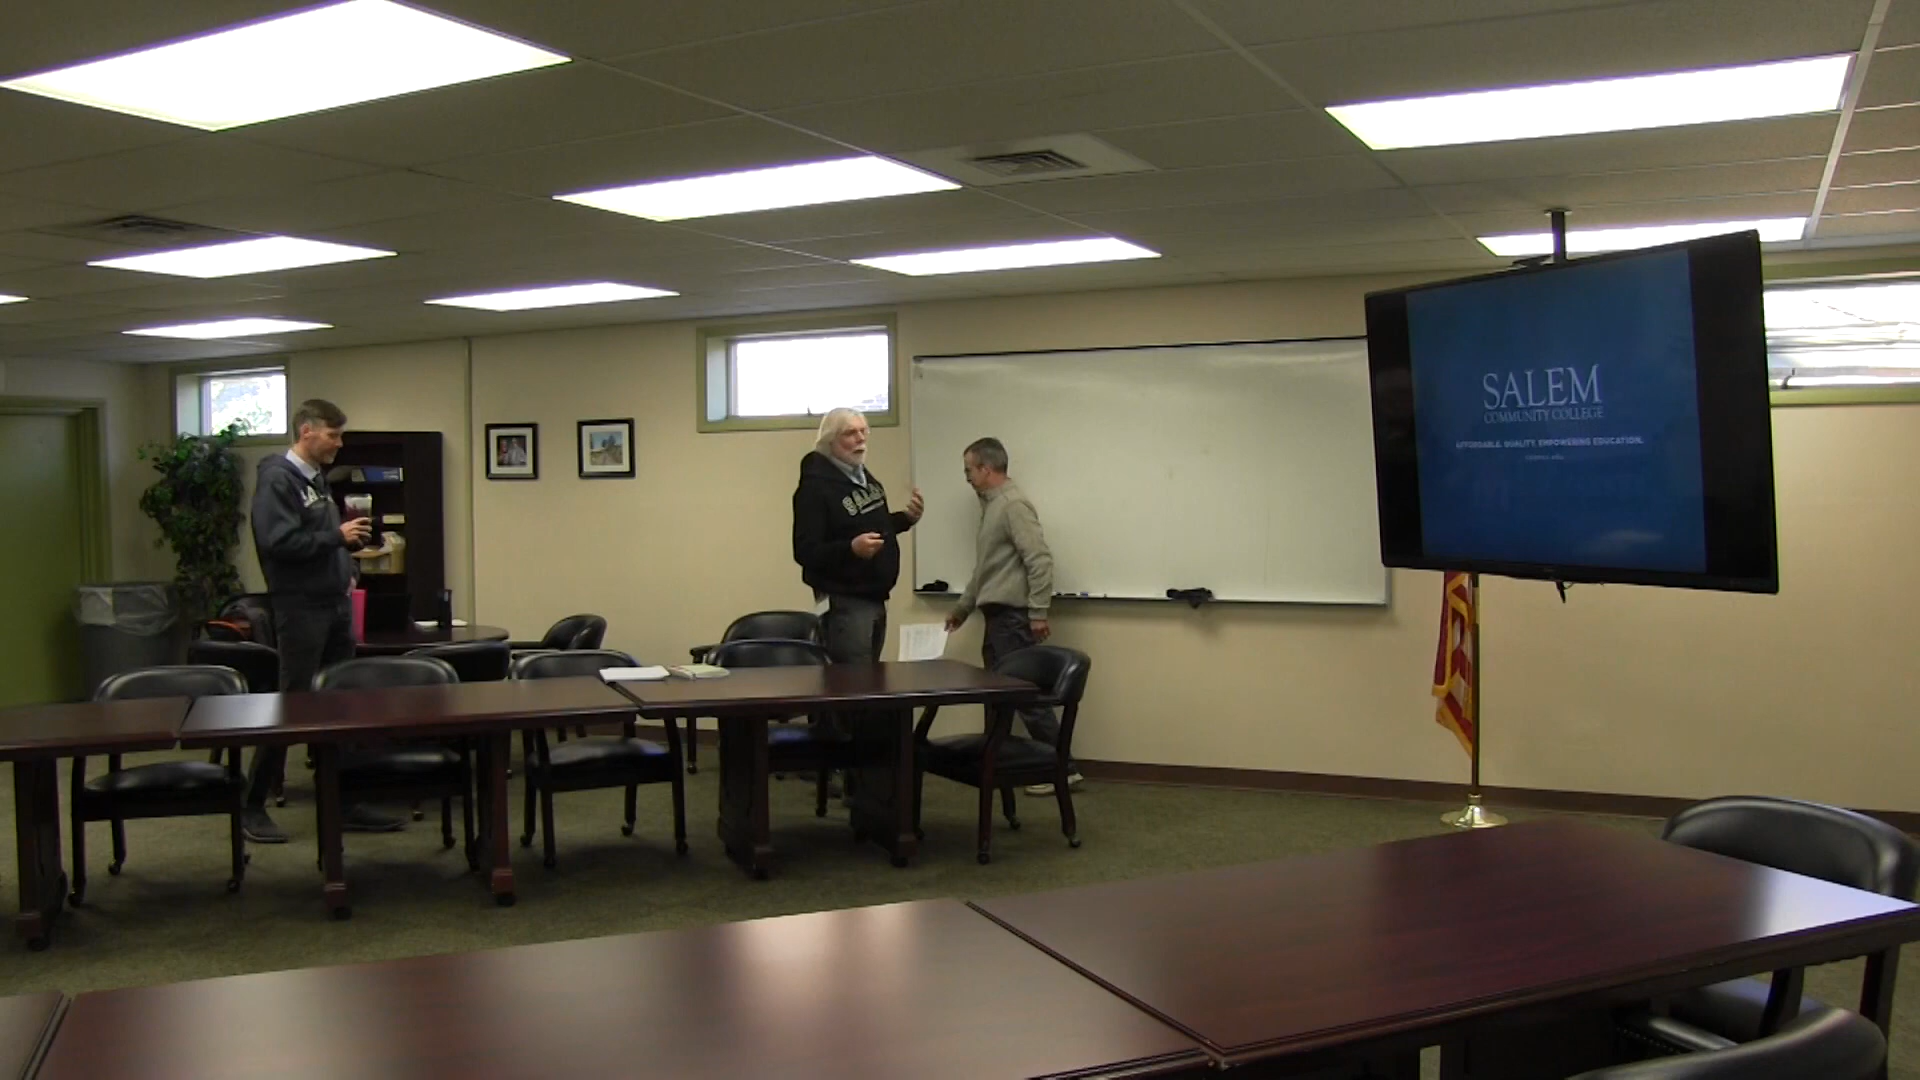 SALEM
COMMUNITY COLLEGE
AFFORDABLE. QUALITY. EMPOWERING EDUCATION.